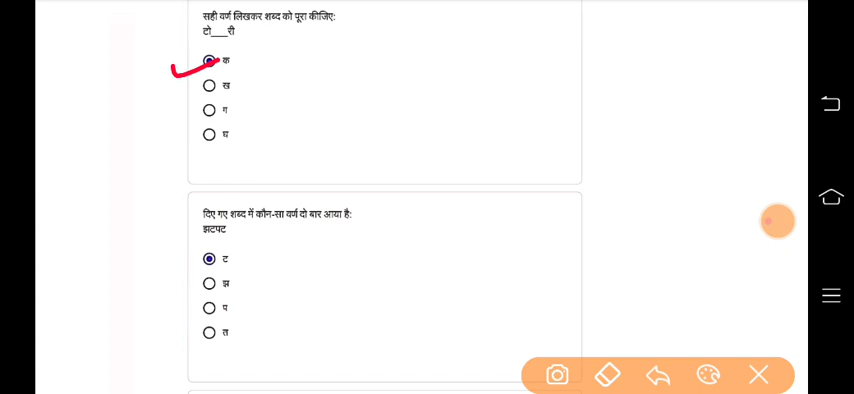 सही वर्ण लिखकर शब्द को पूरा कीजिए:
टो___री
क
ख
ग
घ
दिए गए शब्द में कौन-सा वर्ण दो बार आया है:
झटपट
ट
झ
प
त